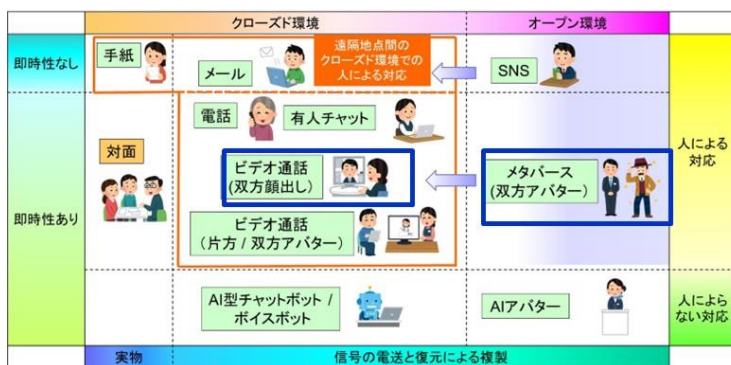 クローズド環境
オープン環境
即時性なし
手紙
メール
遠隔地点間の
クローズド環境での
人による対応
SNS
人による
対応
電話
有人チャット
対面
ビデオ通話
(双方顔出し)
メタバース
(双方アバター)
即時性あり
ビデオ通話
(片方 / 双方アバター)
AI型チャットボット /
ボイスボット
AIアバター
人によら
ない対応
実物
信号の電送と復元による複製